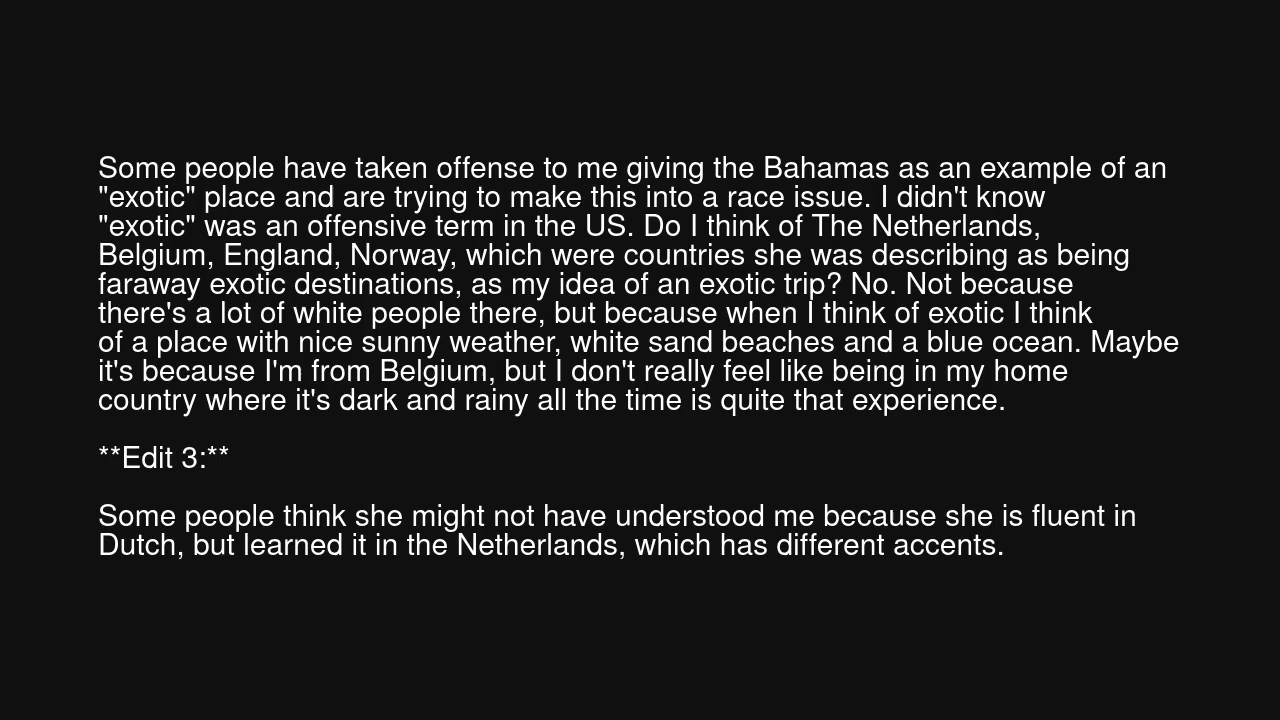 Some people have taken offense to me giving the Bahamas as an example of an
"exotic" place and are trying to make this into a race issue. I didn't know
"exotic" was an offensive term in the US. Do I think of The Netherlands,
Belgium, England, Norway, which were countries she was describing as being
faraway exotic destinations, as my idea of an exotic trip? No. Not because
there's a lot of white people there, but because when I think of exotic I think
of a place with nice sunny weather, white sand beaches and a blue ocean. Maybe
it's because I'm from Belgium, but I don't really feel like being in my home
country where it's dark and rainy all the time is quite that experience.
**Edit 3:**
Some people think she might not have understood me because she is fluent in
Dutch, but learned it in the Netherlands, which has different accents.